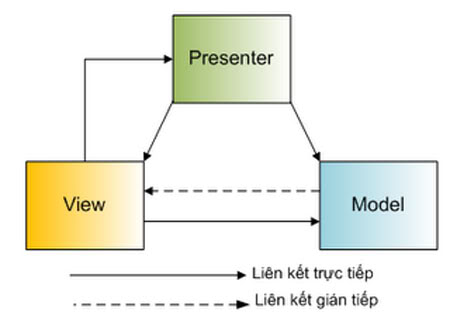 Presenter
View
Model
Liên kết trực tiếp
Liên kết gián tiếp